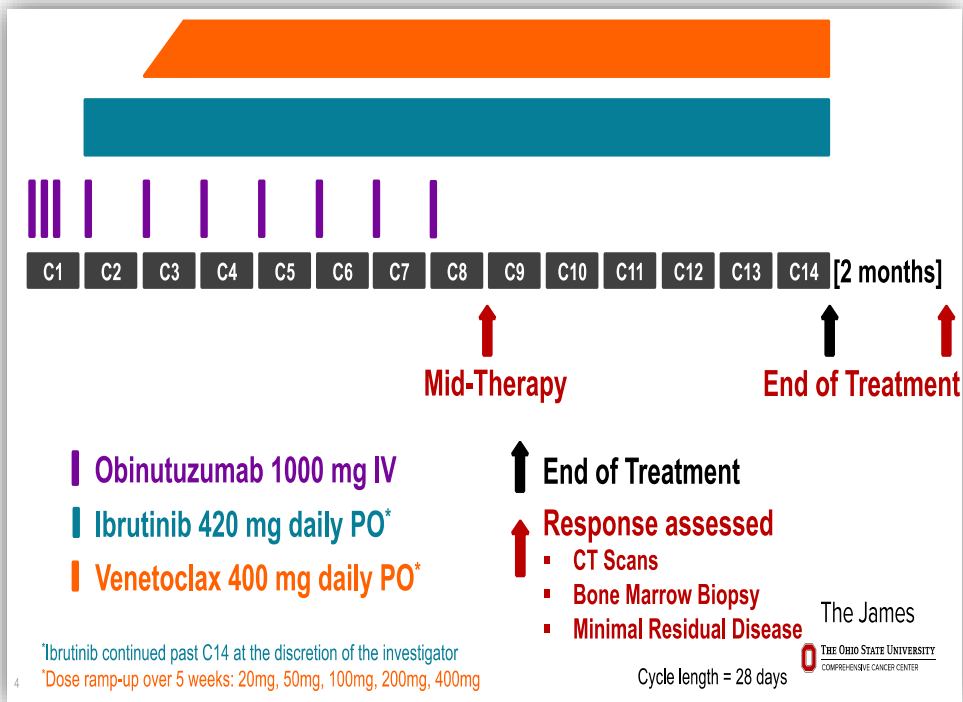 C1 C2 C3 C4 C5 C6 C7 C8 C9 C10 C11 C12 C13 C14 [2 months]
Mid-Therapy
End of Treatment
Obinutuzumab 1000 mg IV
Ibrutinib 420 mg daily PO*
Venetoclax 400 mg daily PO*
End of Treatment
Response assessed
▪ CT Scans
▪ Bone Marrow Biopsy
▪ Minimal Residual Disease
*Ibrutinib continued past C14 at the discretion of the investigator
*Dose ramp-up over 5 weeks: 20mg, 50mg, 100mg, 200mg, 400mg
Cycle length = 28 days
The James
THE OHIO STATE UNIVERSITY
COMPREHENSIVE CANCER CENTER
4